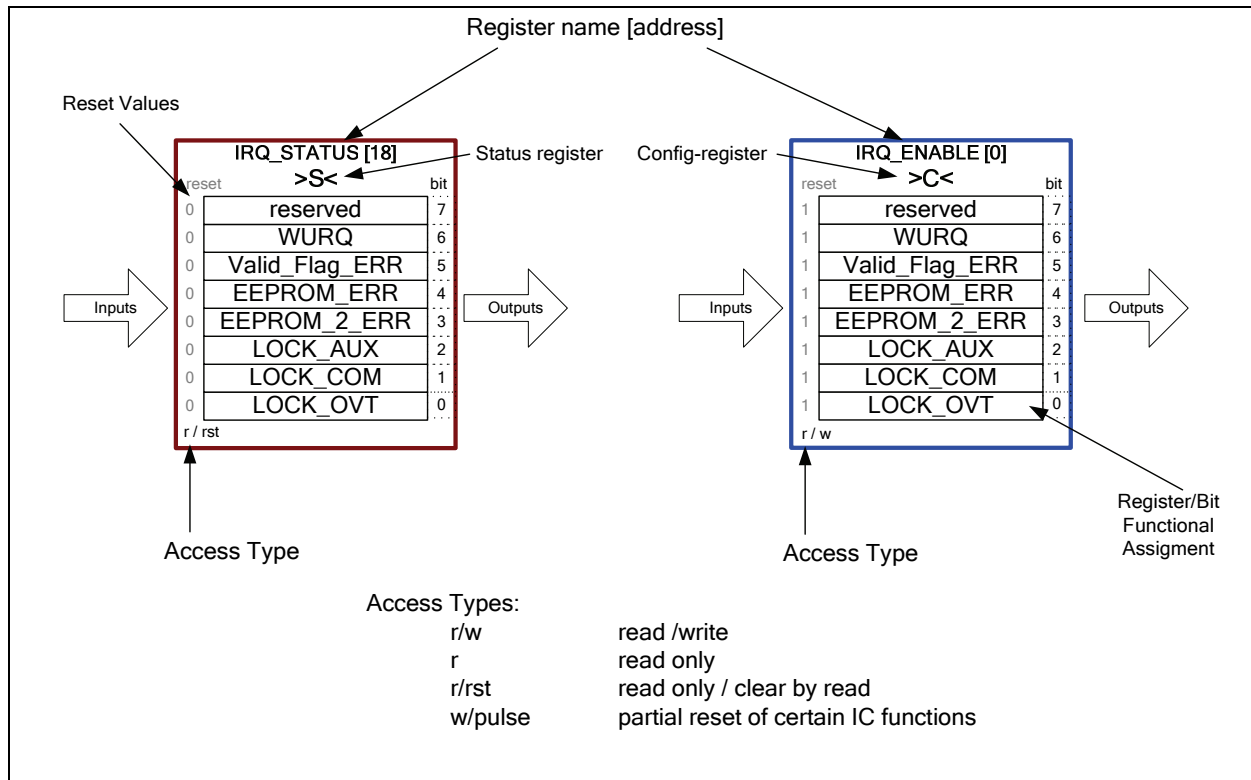 Register name [address]
Reset Values
IRQ_STATUS [18]
>S<
Status register
reset
bit
0 reserved 7
0 WURQ 6
0 Valid_Flag_ERR 5
0 EEPROM_ERR 4
0 EEPROM_2_ERR 3
0 LOCK_AUX 2
0 LOCK_COM 1
0 LOCK_OVT 0
r / rst
Inputs
Outputs
Access Type
Config-register
IRQ_ENABLE [0]
>C<
reset
bit
1 reserved 7
1 WURQ 6
1 Valid_Flag_ERR 5
1 EEPROM_ERR 4
1 EEPROM_2_ERR 3
1 LOCK_AUX 2
1 LOCK_COM 1
1 LOCK_OVT 0
r / w
Inputs
Outputs
Access Type
Register/Bit
Functional
Assigment
Access Types:
r/w read /write
r read only
r/rst read only / clear by read
w/pulse partial reset of certain IC functions